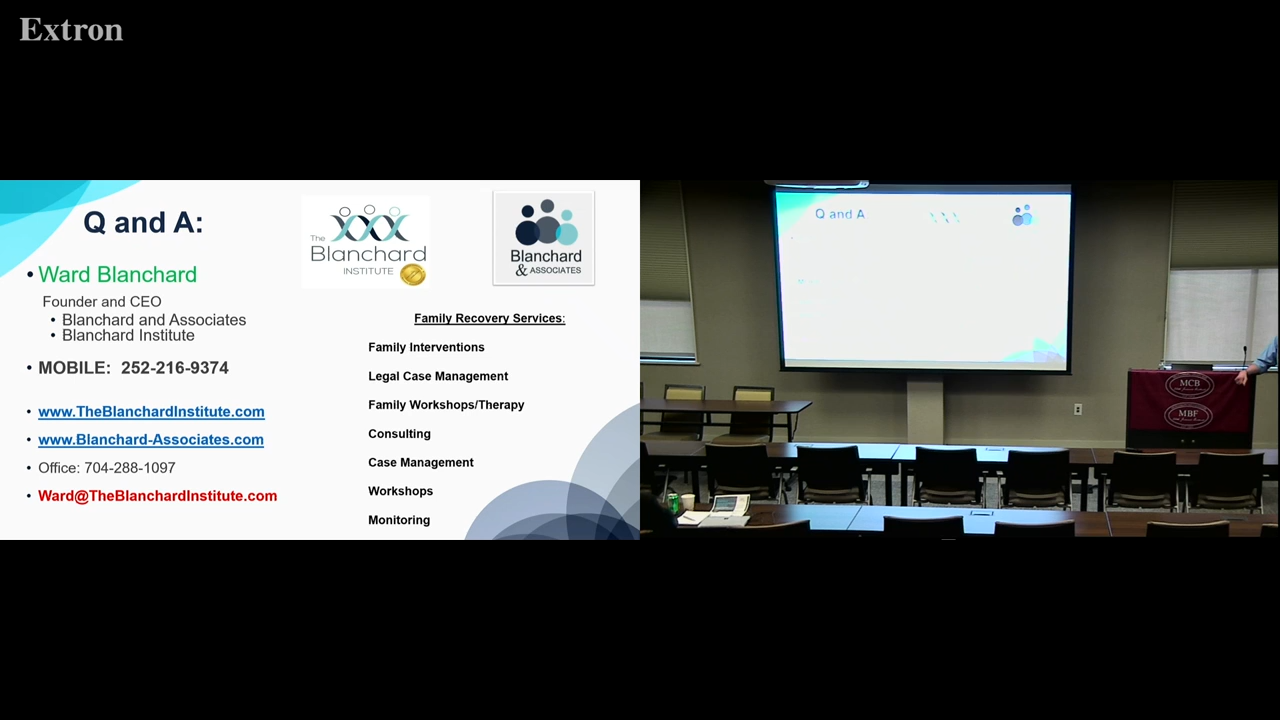 Extron
Q and A:
• Ward Blanchard
Founder and CEO
• Blanchard and Associates
• Blanchard Institute
• MOBILE: 252-216-9374
• www.TheBlanchardInstitute.com
• www.Blanchard-Associates.com
• Office: 704-288-1097
• Ward@TheBlanchardInstitute.com
The
Blanchard
INSTITUTE
Blanchard
& ASSOCIATES
Family Recovery Services:
Family Interventions
Legal Case Management
Family Workshops/Therapy
Consulting
Case Management
Workshops
Monitoring
Q and A
MCB
MBF